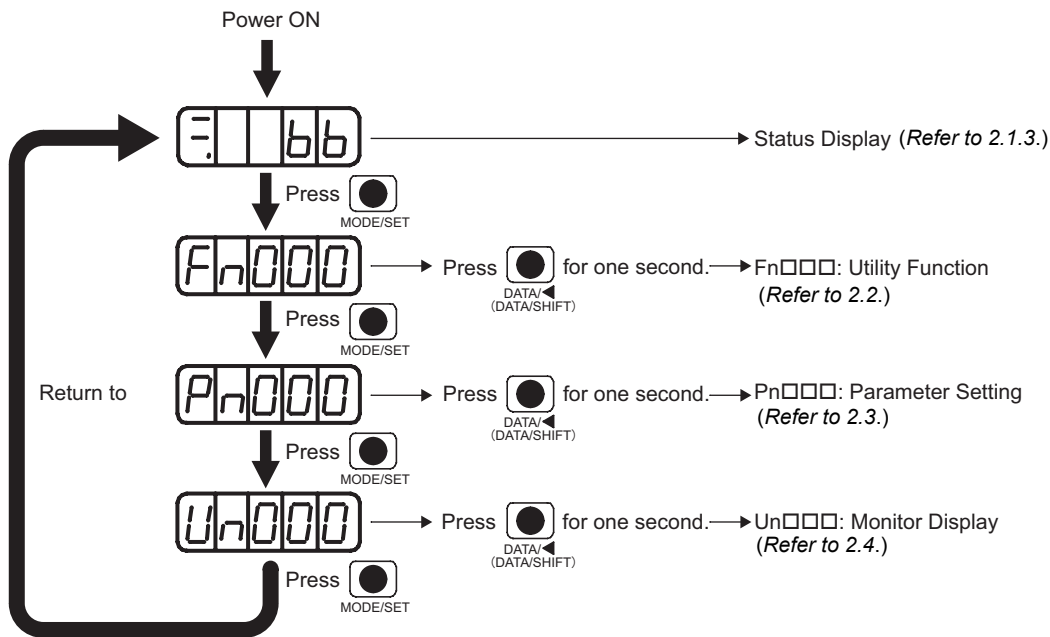 Power ON
bb
Status Display (Refer to 2.1.3.)
Press
MODE/SET
Fn000
Press
for one second.
Fn□□□: Utility Function
DATA/◀
(Refer to 2.2.)
(DATA/SHIFT)
Press
MODE/SET
Return to
Pn000
Press
for one second.
Pn□□□: Parameter Setting
DATA/◀
(Refer to 2.3.)
(DATA/SHIFT)
Press
MODE/SET
Un000
Press
for one second.
Un□□□: Monitor Display
DATA/◀
(Refer to 2.4.)
(DATA/SHIFT)
Press
MODE/SET